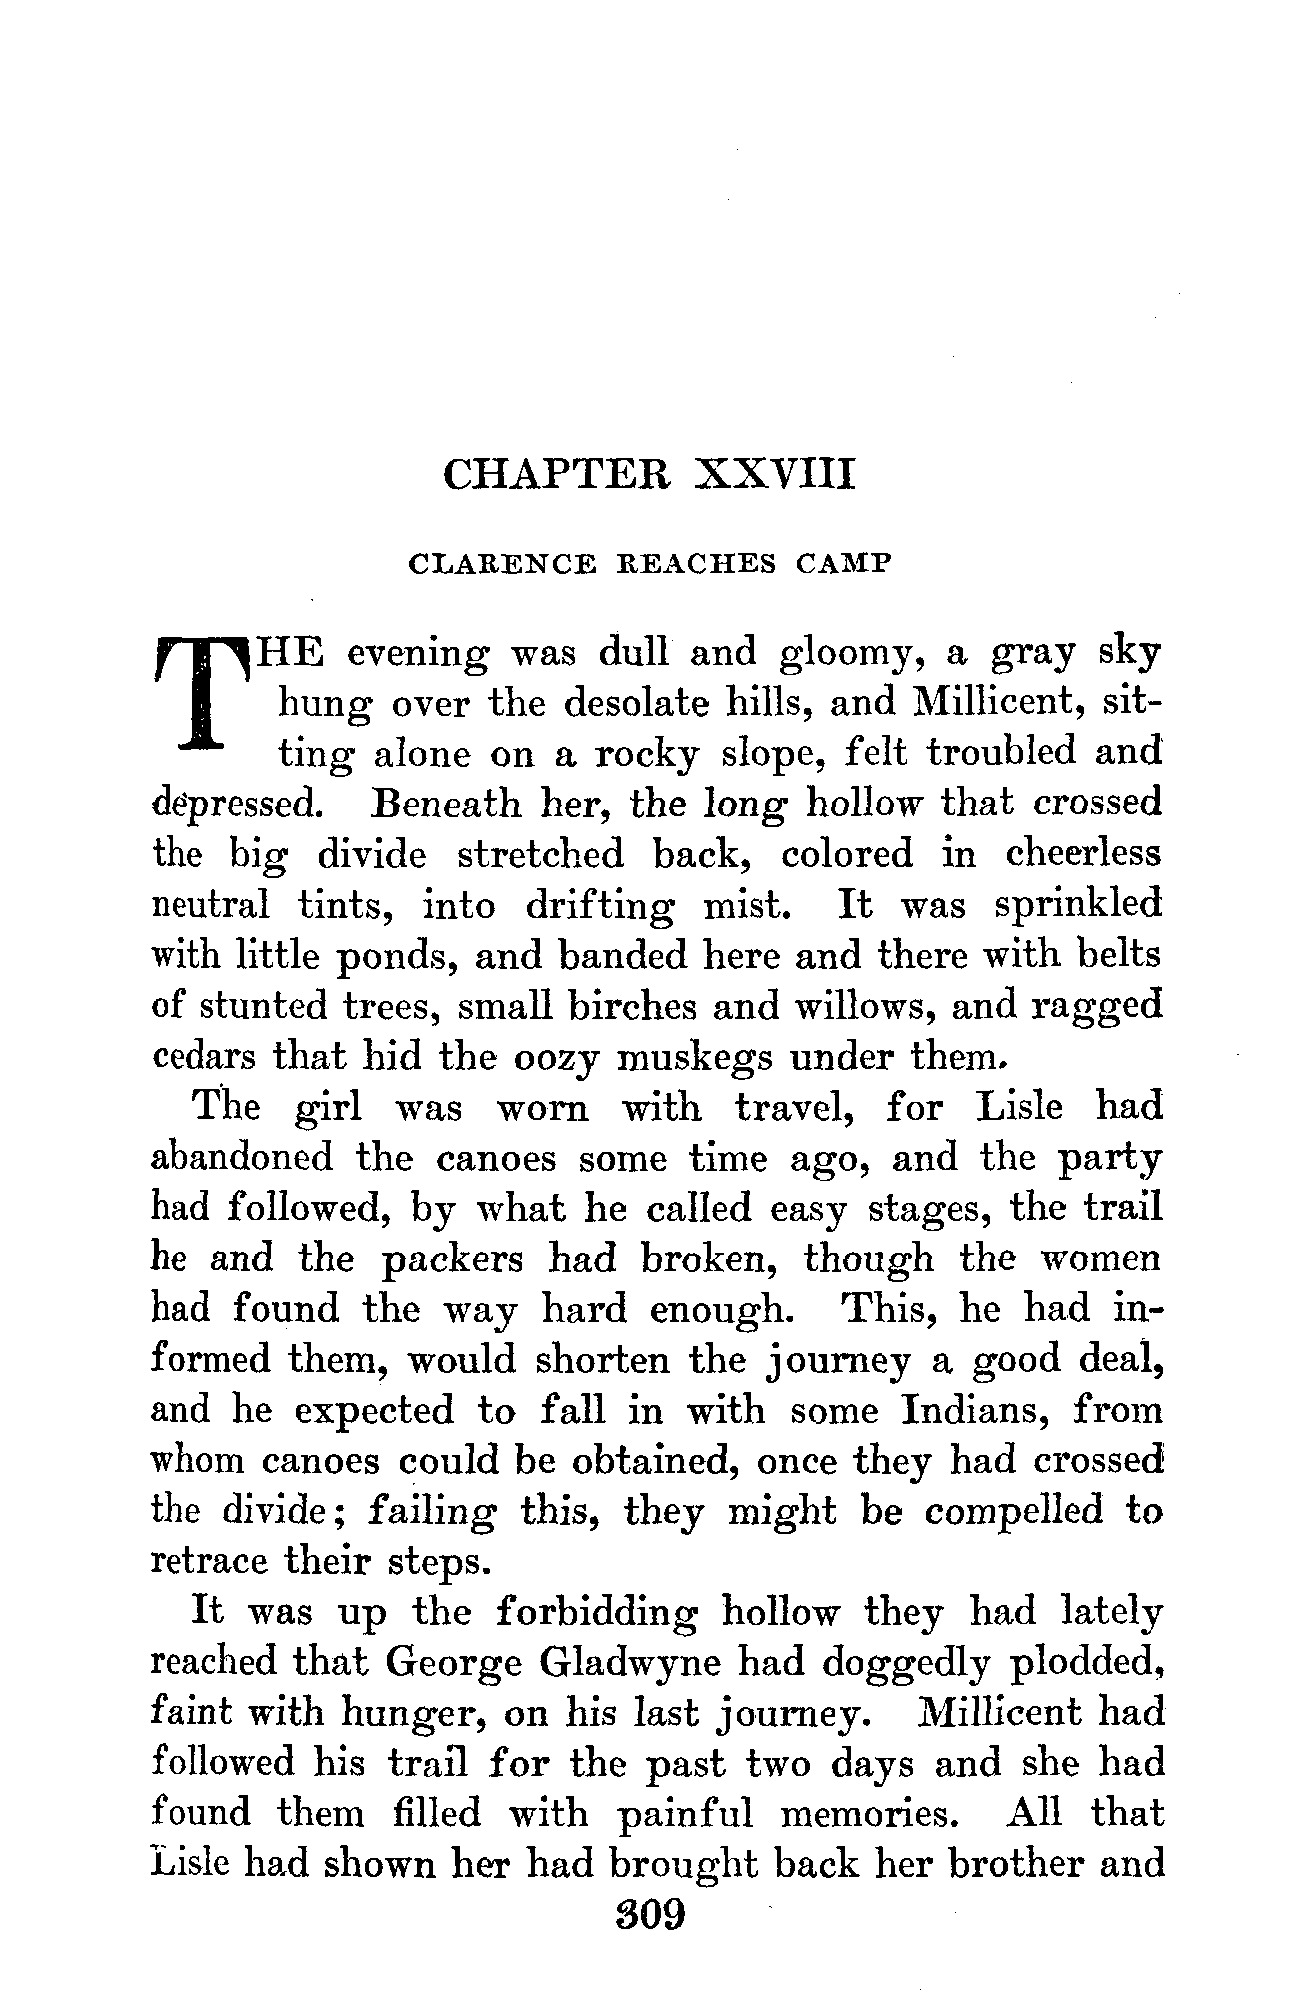 CHAPTER XXVIII
CLARENCE REACHES CAMP
THE evening was dull and gloomy, a gray sky
hung over the desolate hills, and Millicent, sit-
ting alone on a rocky slope, felt troubled and
depressed. Beneath her, the long hollow that crossed
the big divide stretched back, colored in cheerless
neutral tints, into drifting mist. It was sprinkled
with little ponds, and banded here and there with belts
of stunted trees, small birches and willows, and ragged
cedars that hid the oozy muskegs under them.
The girl was worn with travel, for Lisle had
abandoned the canoes some time ago, and the party
had followed, by what he called easy stages, the trail
he and the packers had broken, though the women
had found the way hard enough. This, he had in-
formed them, would shorten the journey a good deal,
and he expected to fall in with some Indians, from
whom canoes could be obtained, once they had crossed
the divide; failing this, they might be compelled to
retrace their steps.
It was up the forbidding hollow they had lately
reached that George Gladwyne had doggedly plodded,
faint with hunger, on his last journey. Millicent had
followed his trail for the past two days and she had
found them filled with painful memories. All that
Lisle had shown her had brought back her brother and
309